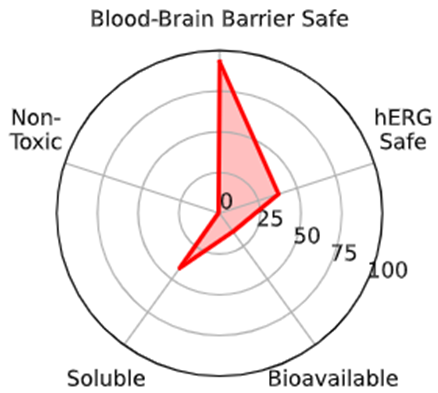 Blood-Brain Barrier Safe
Non-
Toxic
hERG
Safe
0
25
50
75
100
Soluble
Bioavailable